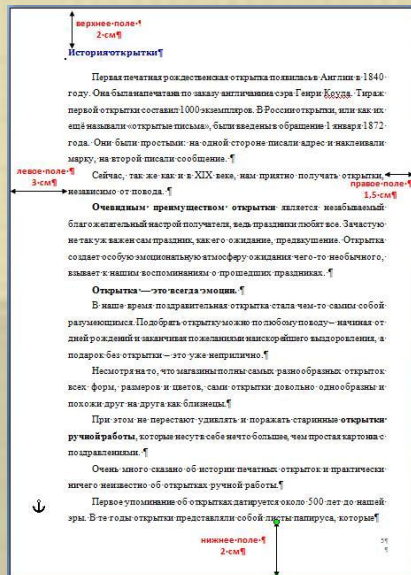 верхнее поле ¶
2 см¶
История открытки¶
Первая печатная рождественская открытка появилась в Англии в 1840
году. Она была напечатана по заказу англичанина сэра Генри Коуда. Тираж
первой открытки составил 1000 экземпляров. В России открытки, или как их
ещё называли «открытые письма», были введены в обращение 1 января 1872
года. Они были простыми: на одной стороне писали адрес и наклеивали
марку, на второй писали сообщение. ¶
левое поле ¶
3 см¶
Сейчас, так же как и в XIX веке, нам приятно получать открытки,
независимо от повода. ¶
правое поле ¶
1,5 см¶
Очевидным преимуществом открытки является незабываемый
благожелательный настрой получателя, ведь праздники любят все. Зачастую
не так уж важен сам праздник, как его ожидание, предвкушение. Открытка
создает особую эмоциональную атмосферу ожидания чего-то необычного,
взывает к нашим воспоминаниям о прошедших праздниках. ¶
Открытка — это всегда эмоции. ¶
В наше время поздравительная открытка стала чем-то самим собой
разумеющимся. Подобрать открытку можно по любому поводу – начиная от
дней рождений и заканчивая пожеланиями наискорейшего выздоровления, а
подарок без открытки – это уже неприлично.¶
Несмотря на то, что магазины полны самых разнообразных открыток
всех форм, размеров и цветов, сами открытки довольно однообразны и
похожи друг на друга как близнецы.¶
При этом не перестают удивлять и поражать старинные открытки
ручной работы, которые несут в себе нечто большее, чем простая картонка с
поздравлениями. ¶
Очень много сказано об истории печатных открыток и практически
ничего неизвестно об открытках ручной работы.¶
Первое упоминание об открытках датируется около 500 лет до нашей
эры. В те годы открытки представляли собой листы папируса, которые¶
нижнее поле ¶
2 см¶